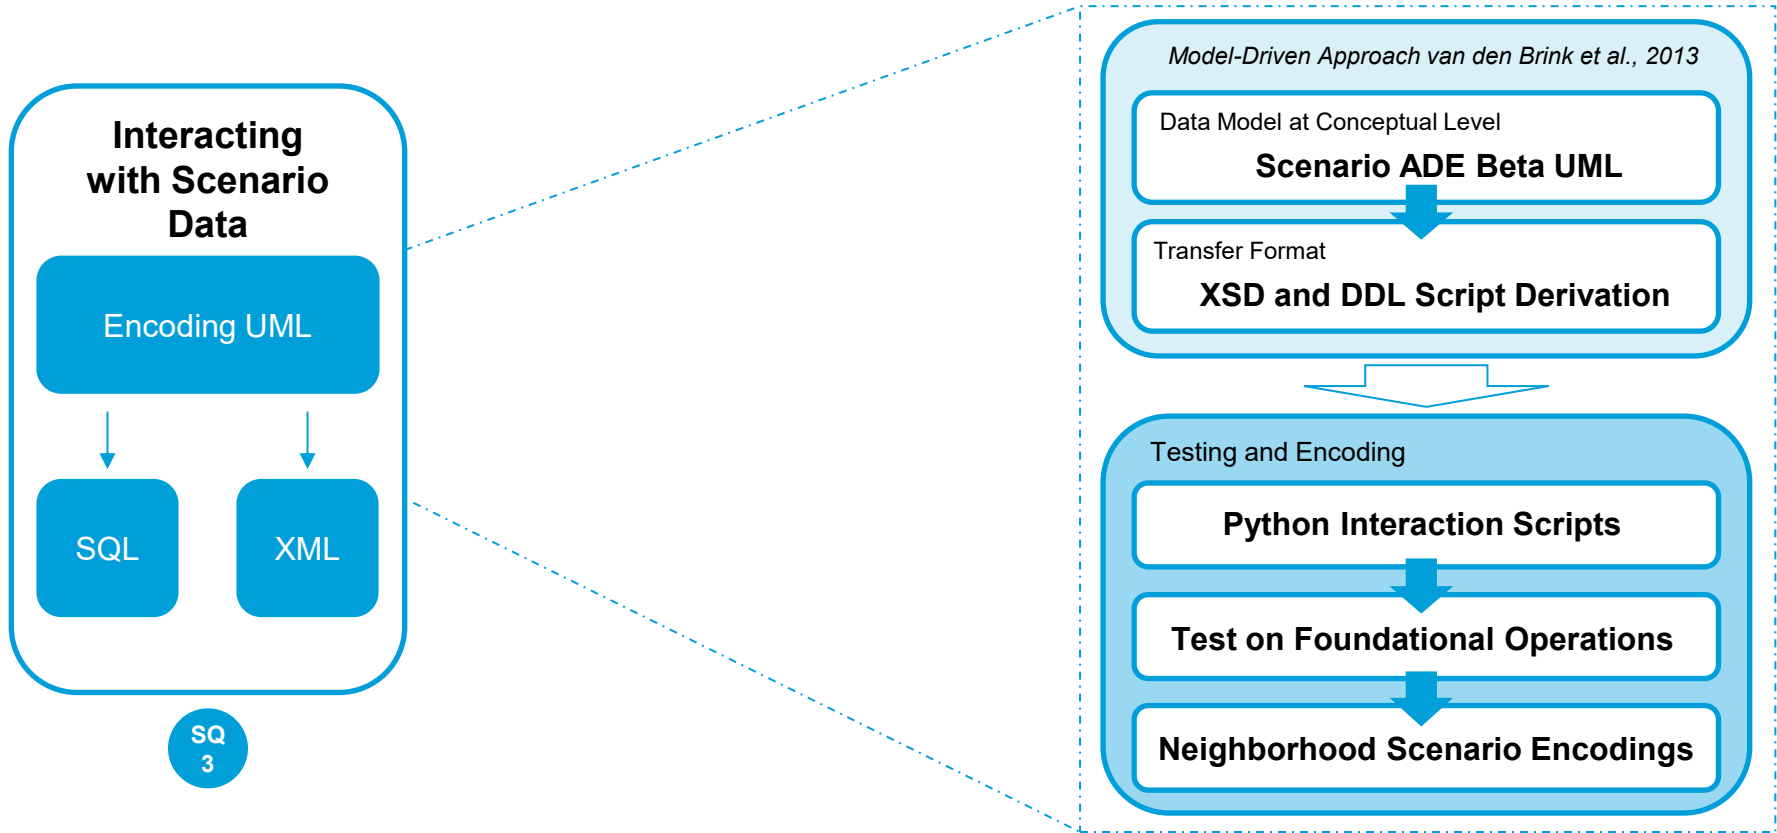 Interacting
with Scenario
Data
Encoding UML
SQL
XML
SQ
3
Model-Driven Approach van den Brink et al., 2013
Data Model at Conceptual Level
Scenario ADE Beta UML
Transfer Format
XSD and DDL Script Derivation
Testing and Encoding
Python Interaction Scripts
Test on Foundational Operations
Neighborhood Scenario Encodings